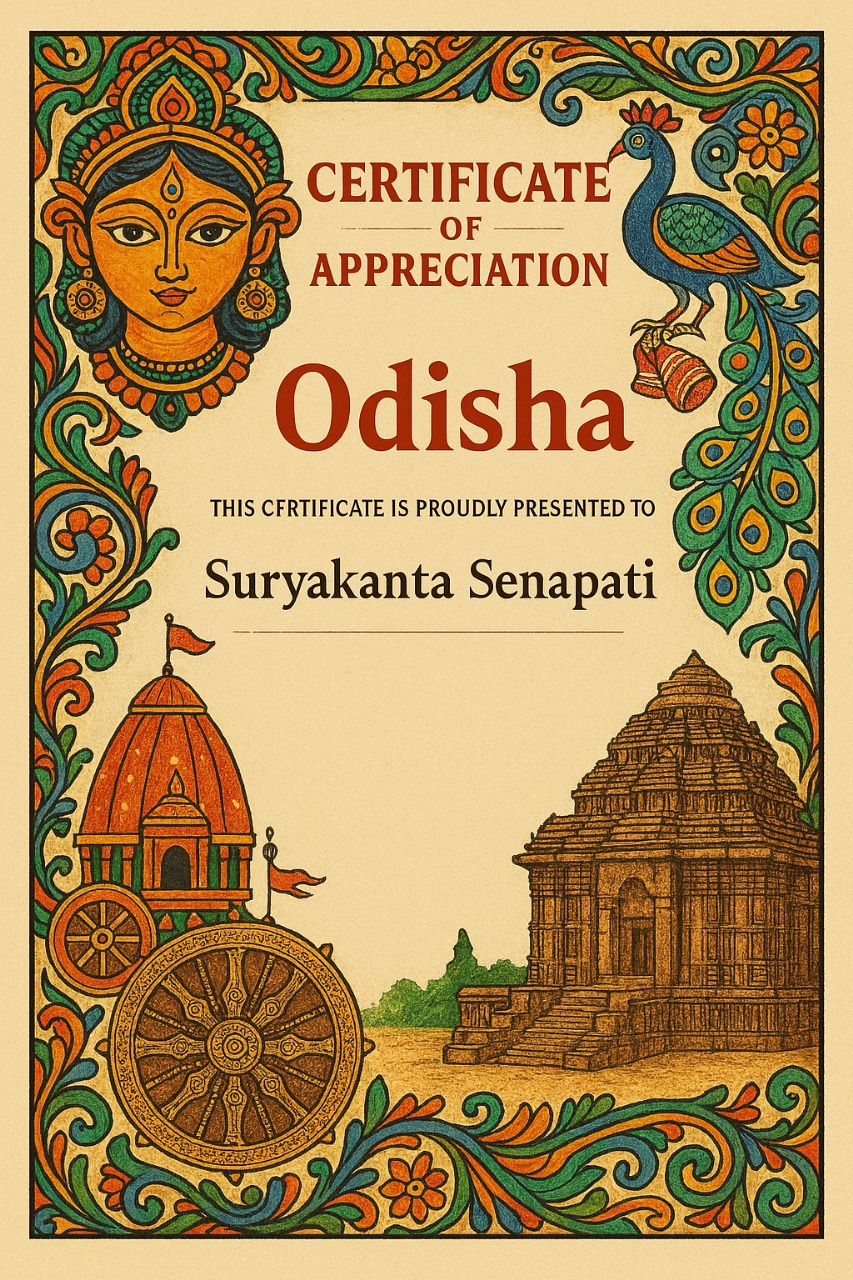 CERTIFICATE
OF
APPRECIATION
Odisha
THIS CFRTIFICATE IS PROUDLY PRESENTED TO
Suryakanta Senapati